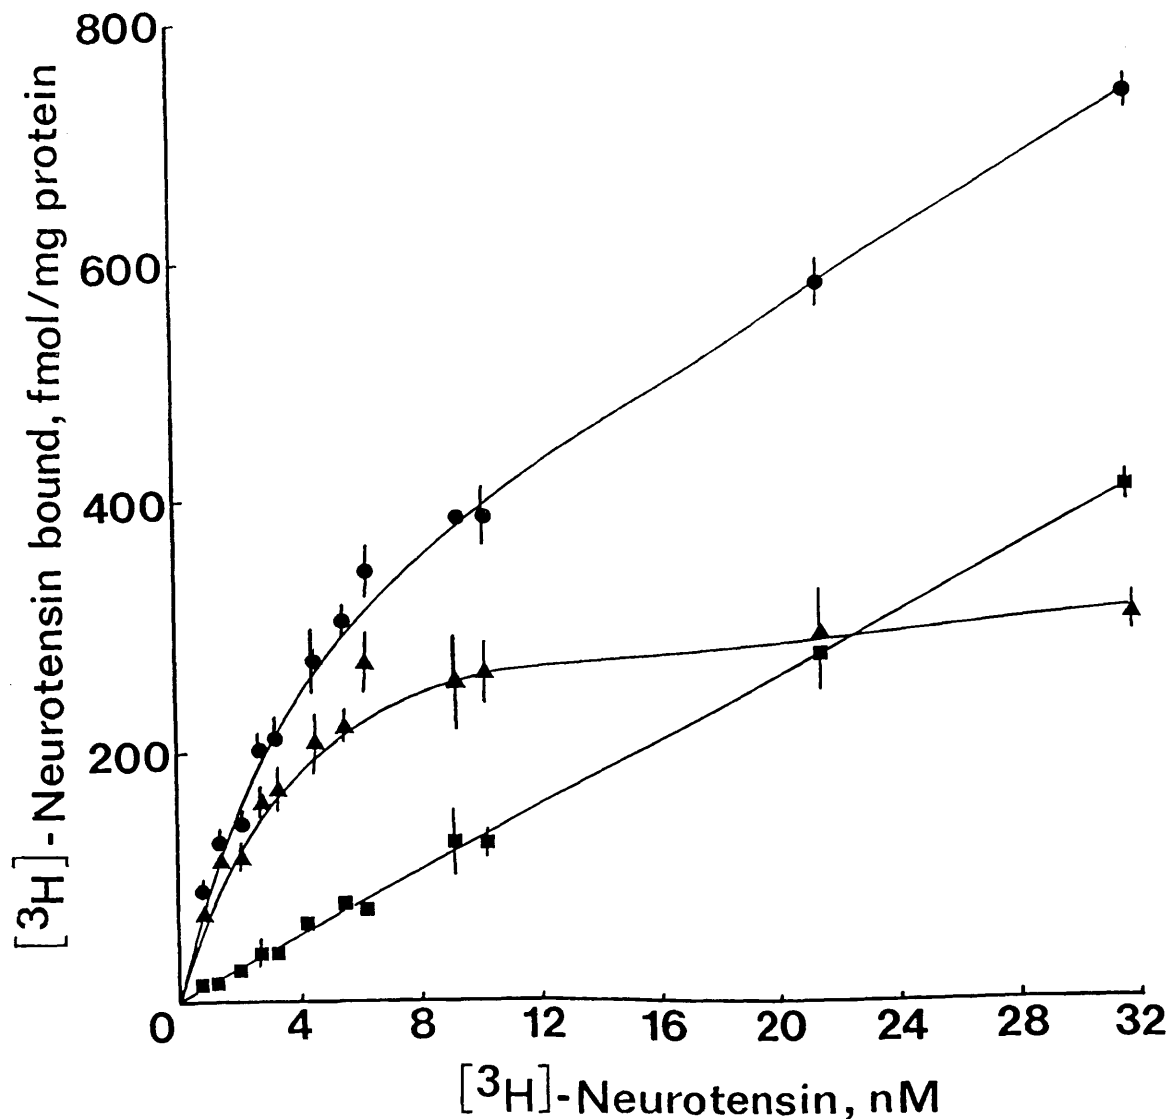 800
600
400
200
0 4 8 12 16 20 24 28 32
[³H]-Neurotensin bound, fmol/mg protein
[³H]-Neurotensin, nM